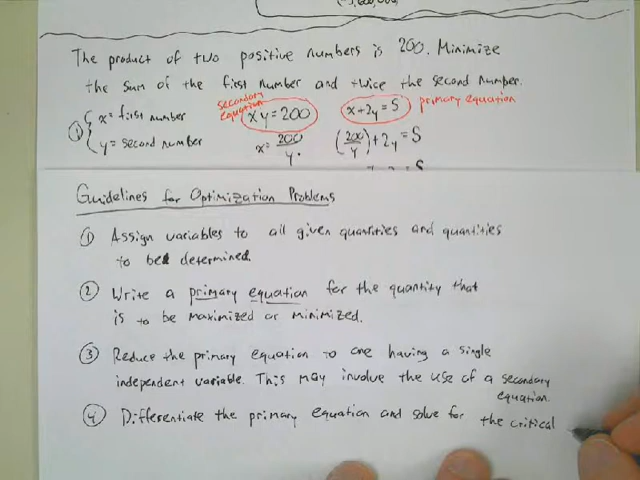 The product of two positive numbers is 200. Minimize
the sum of the first number and twice the second number.
① { x = first number
y = second number
secondary equation
xy = 200
x + 2y = S
primary equation
x = 200/y
(200/y) + 2y = S
S
Guidelines for Optimization Problems
① Assign variables to all given quantities and quantities
to be determined.
② Write a primary equation for the quantity that
is to be maximized or minimized.
③ Reduce the primary equation to one having a single
independent variable. This may involve the use of a secondary
equation.
④ Differentiate the primary equation and solve for the critical